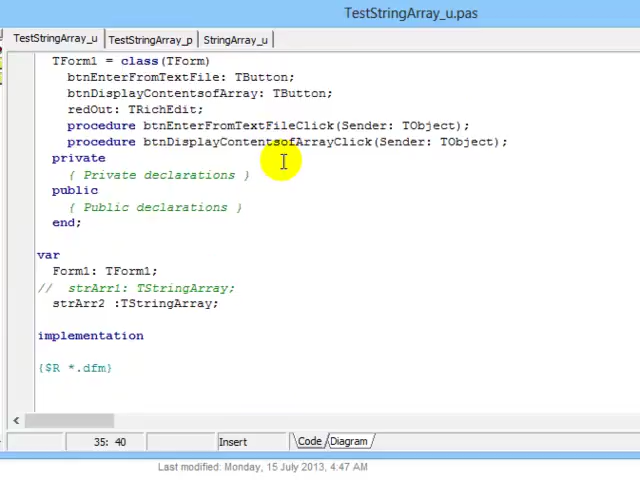 TestStringArray_u.pas
TestStringArray_u TestStringArray_p StringArray_u
TForm1 = class(TForm)
btnEnterFromTextFile: TButton;
btnDisplayContentsofArray: TButton;
redOut: TRichEdit;
procedure btnEnterFromTextFileClick(Sender: TObject);
procedure btnDisplayContentsofArrayClick(Sender: TObject);
private
{ Private declarations }
public
{ Public declarations }
end;
var
Form1: TForm1;
// strArr1: TStringArray;
strArr2 :TStringArray;
implementation
{$R *.dfm}
35: 40 Insert Code Diagram
Last modified: Monday, 15 July 2013, 4:47 AM